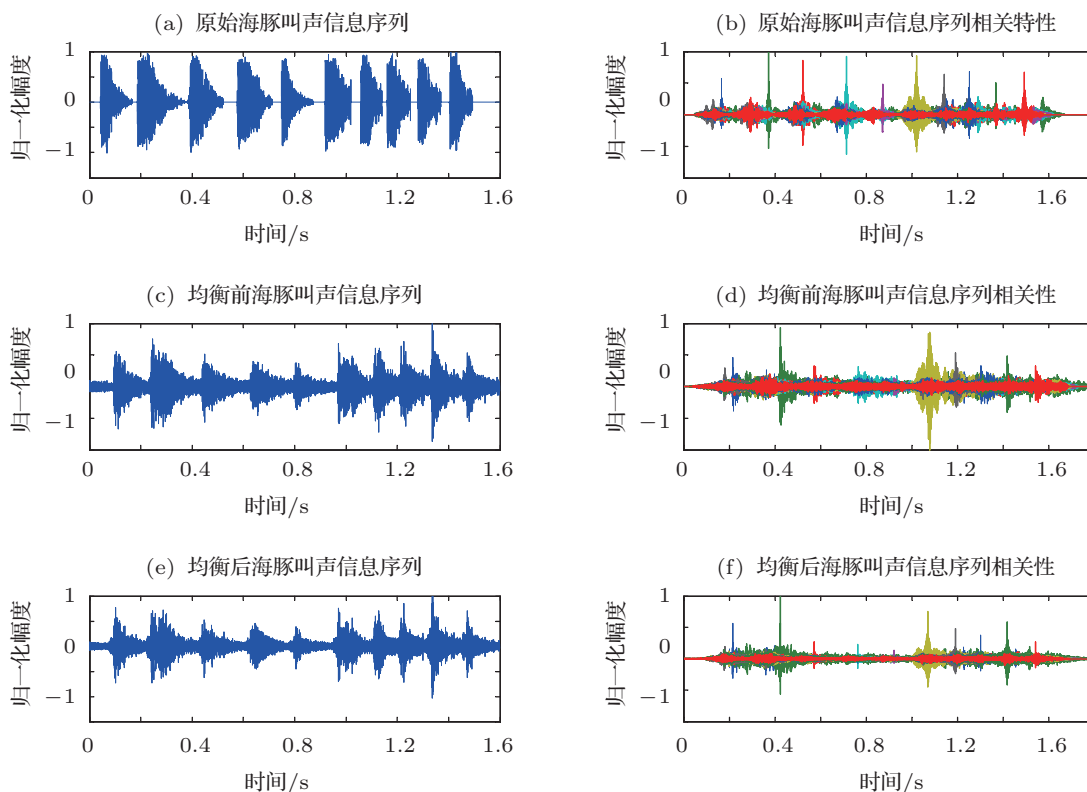 (a) 原始海豚叫声信息序列
归一化幅度
1
0
−1
0 0.4 0.8 1.2 1.6
时间/s
(b) 原始海豚叫声信息序列相关特性
归一化幅度
1
0
−1
0 0.4 0.8 1.2 1.6
时间/s
(c) 均衡前海豚叫声信息序列
归一化幅度
1
0
−1
0 0.4 0.8 1.2 1.6
时间/s
(d) 均衡前海豚叫声信息序列相关性
归一化幅度
1
0
−1
0 0.4 0.8 1.2 1.6
时间/s
(e) 均衡后海豚叫声信息序列
归一化幅度
1
0
−1
0 0.4 0.8 1.2 1.6
时间/s
(f) 均衡后海豚叫声信息序列相关性
归一化幅度
1
0
−1
0 0.4 0.8 1.2 1.6
时间/s